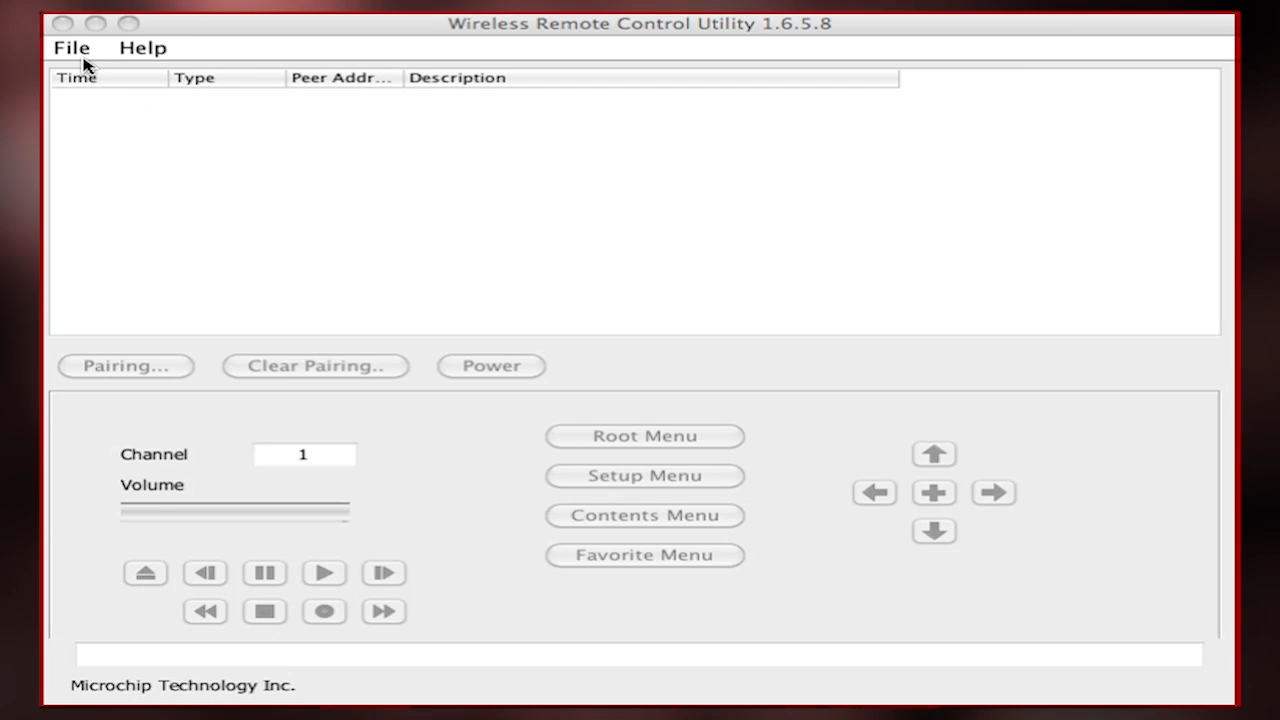 Wireless Remote Control Utility 1.6.5.8
File Help
Time Type Peer Addr... Description
Pairing... Clear Pairing.. Power
Root Menu
Channel 1
Setup Menu
Volume
Contents Menu
Favorite Menu
Microchip Technology Inc.